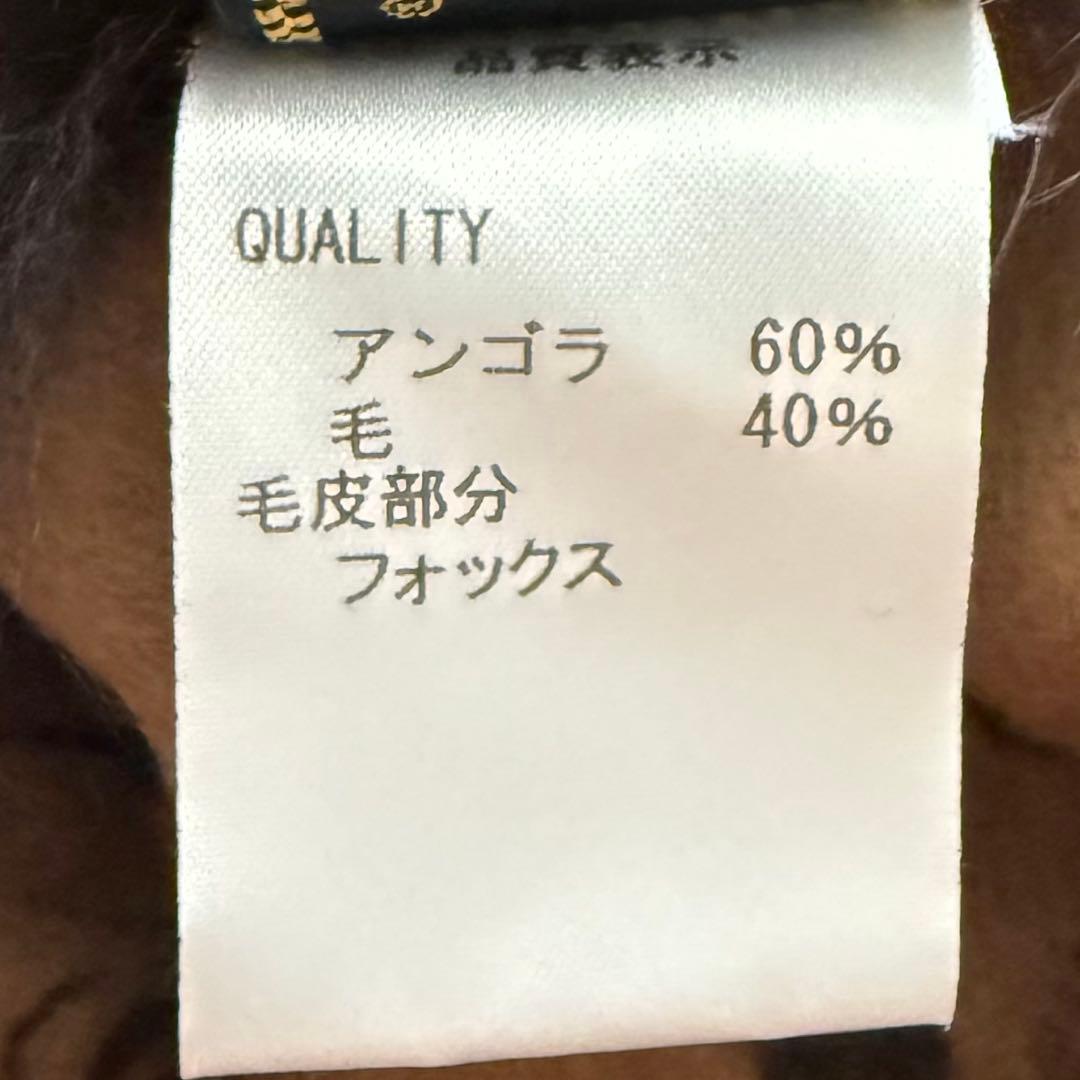 品質表示
QUALITY
アンゴラ 60%
毛 40%
毛皮部分
フォックス